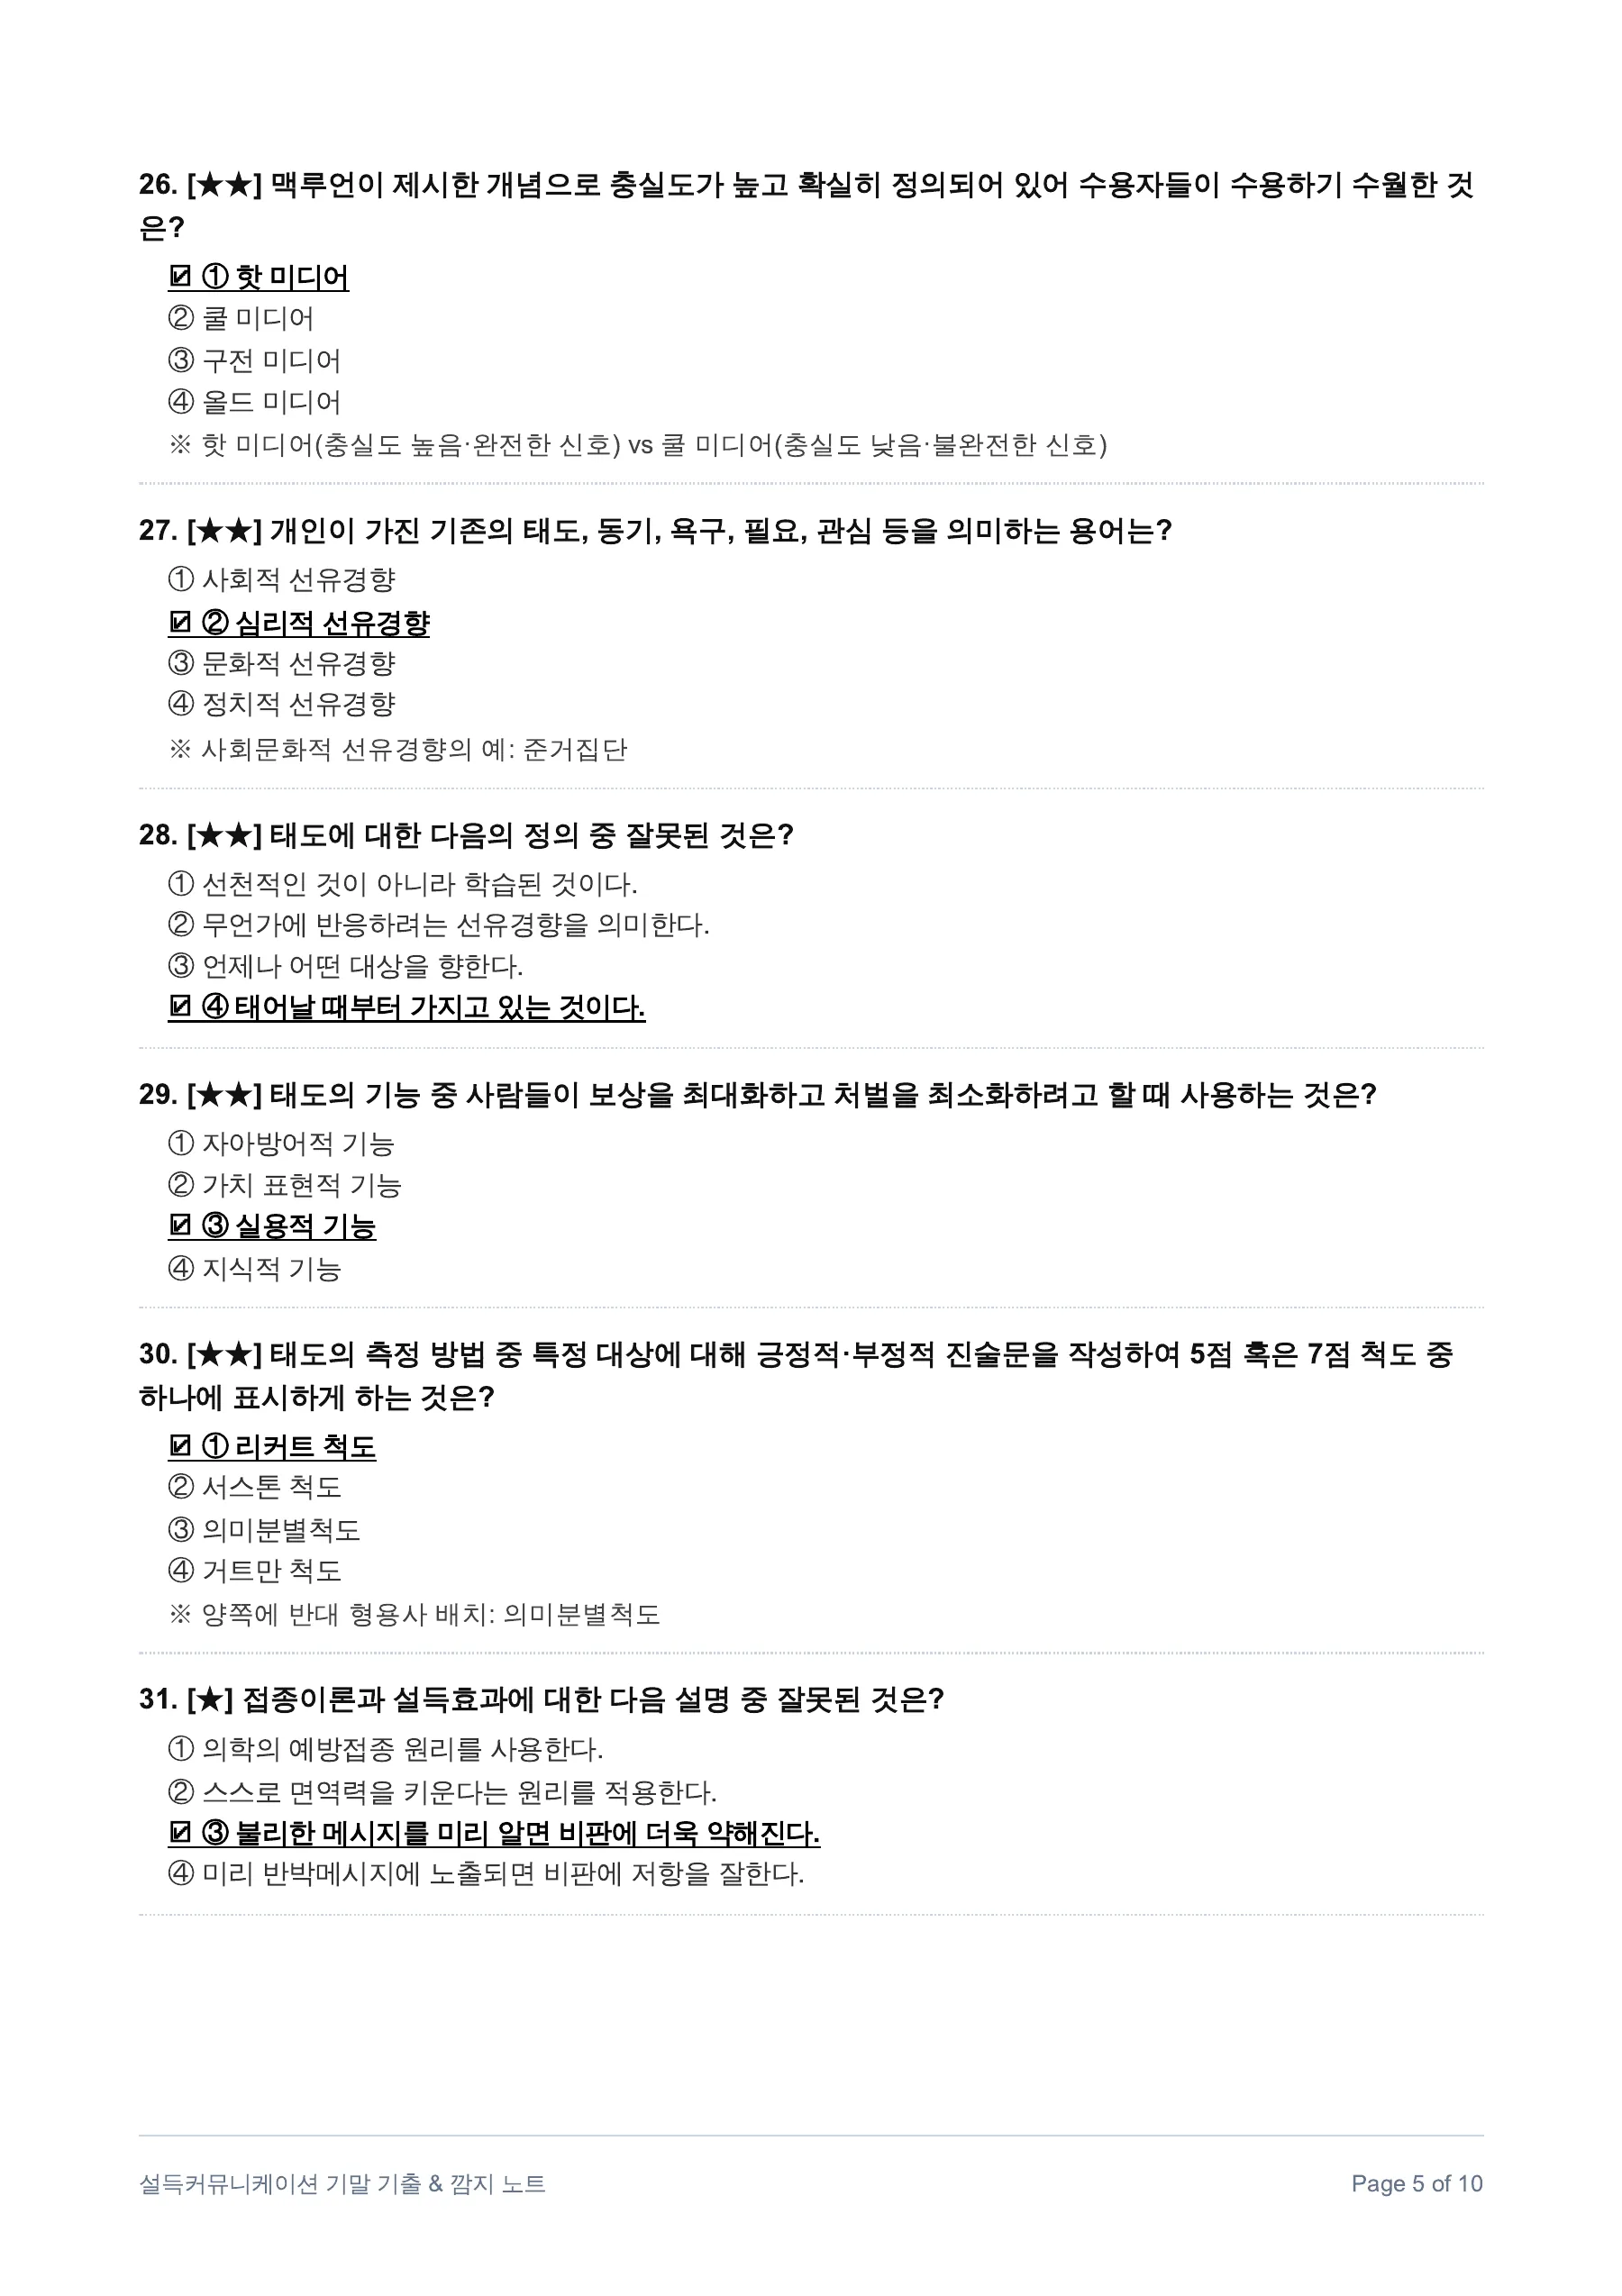 26. [★★] 맥루언이 제시한 개념으로 충실도가 높고 확실히 정의되어 있어 수용자들이 수용하기 수월한 것
은?
☑ ① 핫 미디어
② 쿨 미디어
③ 구전 미디어
④ 올드 미디어
※ 핫 미디어(충실도 높음·완전한 신호) vs 쿨 미디어(충실도 낮음·불완전한 신호)
27. [★★] 개인이 가진 기존의 태도, 동기, 욕구, 필요, 관심 등을 의미하는 용어는?
① 사회적 선유경향
☑ ② 심리적 선유경향
③ 문화적 선유경향
④ 정치적 선유경향
※ 사회문화적 선유경향의 예: 준거집단
28. [★★] 태도에 대한 다음의 정의 중 잘못된 것은?
① 선천적인 것이 아니라 학습된 것이다.
② 무언가에 반응하려는 선유경향을 의미한다.
③ 언제나 어떤 대상을 향한다.
☑ ④ 태어날 때부터 가지고 있는 것이다.
29. [★★] 태도의 기능 중 사람들이 보상을 최대화하고 처벌을 최소화하려고 할 때 사용하는 것은?
① 자아방어적 기능
② 가치 표현적 기능
☑ ③ 실용적 기능
④ 지식적 기능
30. [★★] 태도의 측정 방법 중 특정 대상에 대해 긍정적·부정적 진술문을 작성하여 5점 혹은 7점 척도 중
하나에 표시하게 하는 것은?
☑ ① 리커트 척도
② 서스톤 척도
③ 의미분별척도
④ 거트만 척도
※ 양쪽에 반대 형용사 배치: 의미분별척도
31. [★] 접종이론과 설득효과에 대한 다음 설명 중 잘못된 것은?
① 의학의 예방접종 원리를 사용한다.
② 스스로 면역력을 키운다는 원리를 적용한다.
☑ ③ 불리한 메시지를 미리 알면 비판에 더욱 약해진다.
④ 미리 반박메시지에 노출되면 비판에 저항을 잘한다.
설득커뮤니케이션 기말 기출 & 깜지 노트
Page 5 of 10